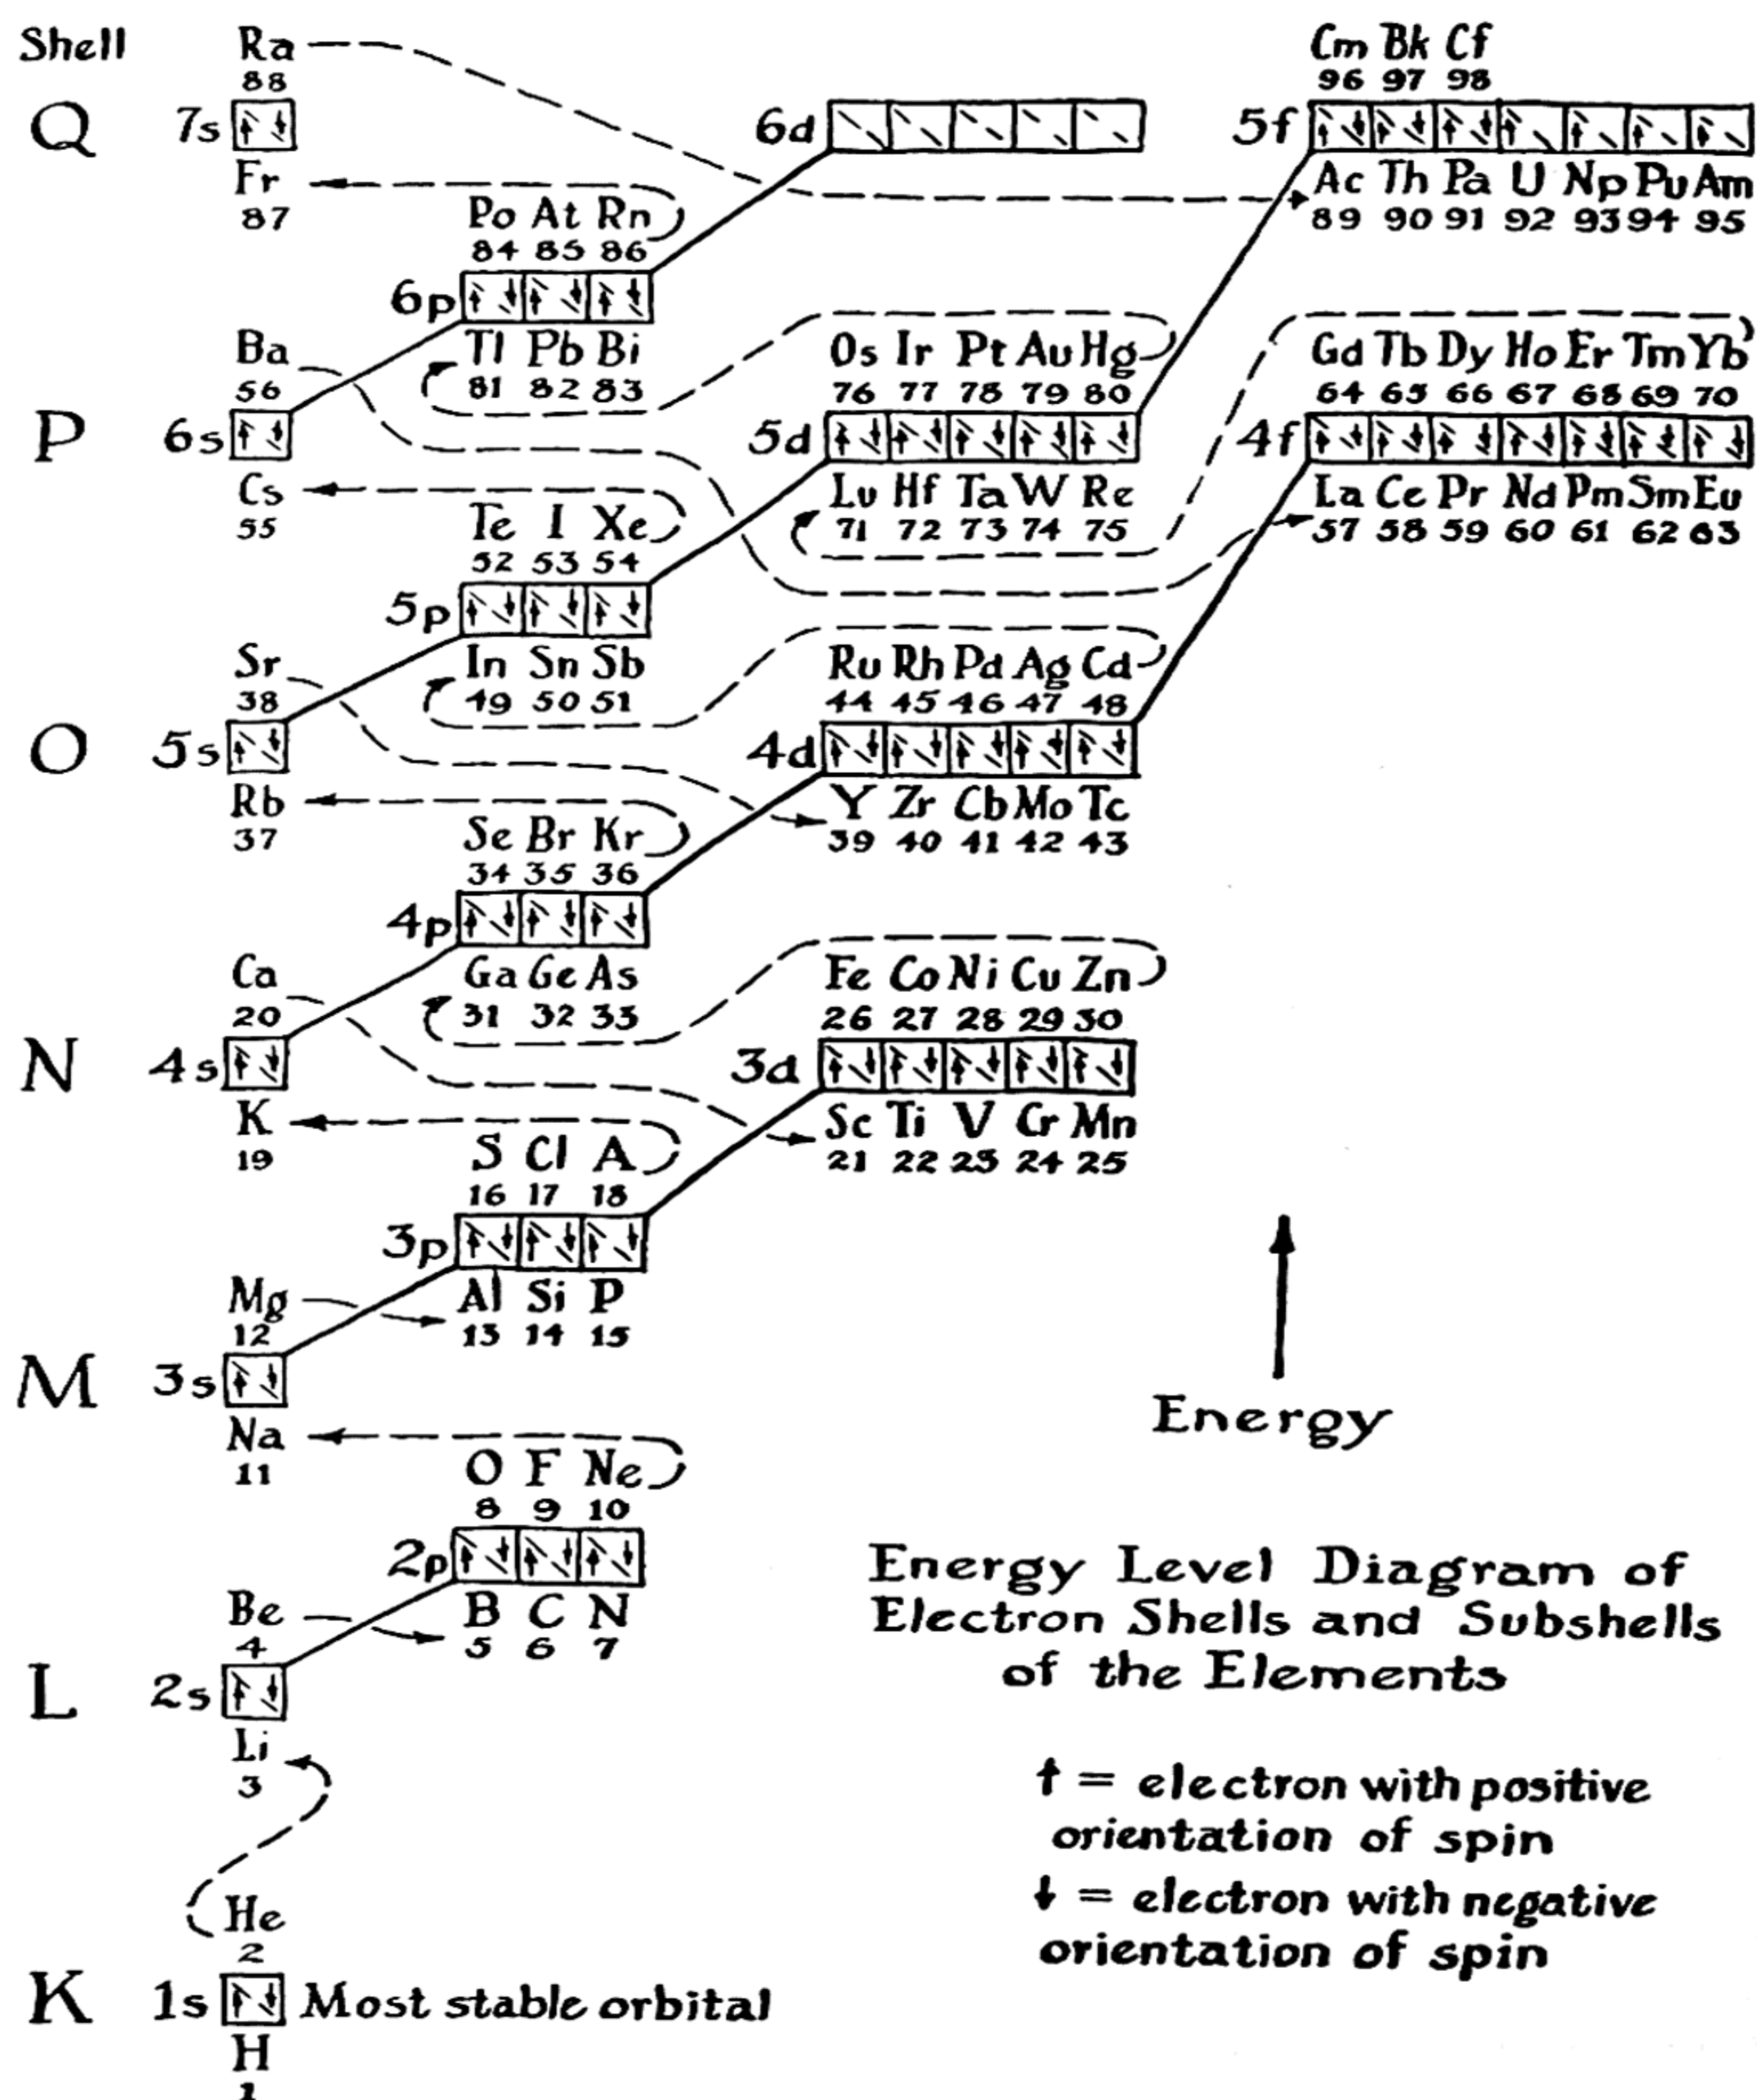 Shell Ra Cm Bk Cf
88 96 97 98
Q 7s 6d 5f
Fr Ac Th Pa U Np Pu Am
87 89 90 91 92 93 94 95
Po At Rn
84 85 86
6p
Ba Tl Pb Bi Os Ir Pt Au Hg Gd Tb Dy Ho Er Tm Yb
56 81 82 83 76 77 78 79 80 64 65 66 67 68 69 70
P 6s 5d 4f
Cs Lu Hf Ta W Re La Ce Pr Nd Pm Sm Eu
55 71 72 73 74 75 57 58 59 60 61 62 63
Te I Xe
52 53 54
5p
Sr In Sn Sb Ru Rh Pd Ag Cd
38 49 50 51 44 45 46 47 48
O 5s 4d
Rb Y Zr Cb Mo Tc
37 39 40 41 42 43
Se Br Kr
34 35 36
4p
Ca Ga Ge As Fe Co Ni Cu Zn
20 31 32 33 26 27 28 29 30
N 4s 3d
K Sc Ti V Cr Mn
19 21 22 23 24 25
S Cl A
16 17 18
3p
Mg Al Si P
12 13 14 15
M 3s
Energy
Na
11
O F Ne
8 9 10
2p
Be B C N
4 5 6 7
L 2s
Li
3
Energy Level Diagram of
Electron Shells and Subshells
of the Elements
↑ = electron with positive
orientation of spin
↓ = electron with negative
orientation of spin
He
2
K 1s Most stable orbital
H
1